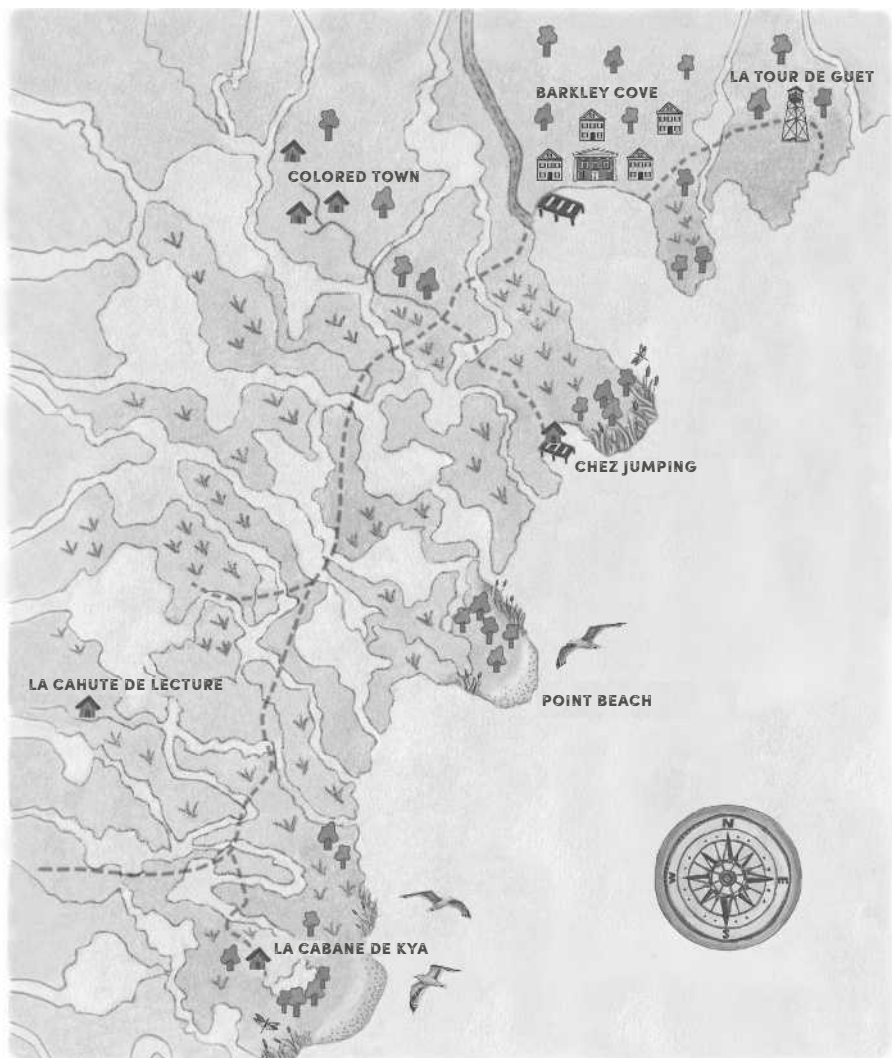 LA TOUR DE GUET
BARKLEY COVE
COLORED TOWN
CHEZ JUMPING
LA CAHUTE DE LECTURE
POINT BEACH
N
W
E
S
LA CABANE DE KYA